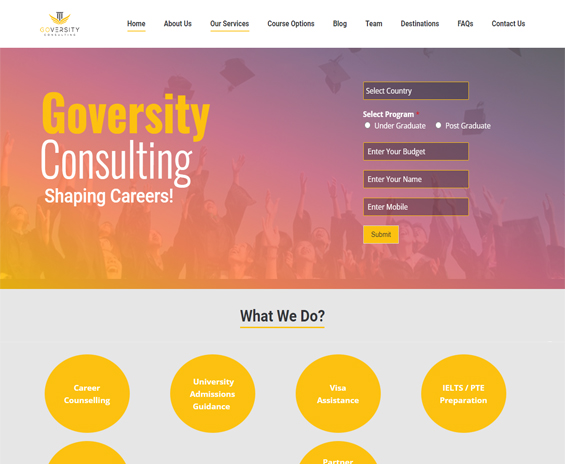 GOVERSITY
CONSULTING
Home About Us Our Services Course Options Blog Team Destinations FAQs Contact Us
Goversity
Consulting
Shaping Careers!
Select Country
Select Program *
Under Graduate Post Graduate
Enter Your Budget
Enter Your Name
Enter Mobile
Submit
What We Do?
Career
Counselling
University
Admissions
Guidance
Visa
Assistance
IELTS / PTE
Preparation
Partner